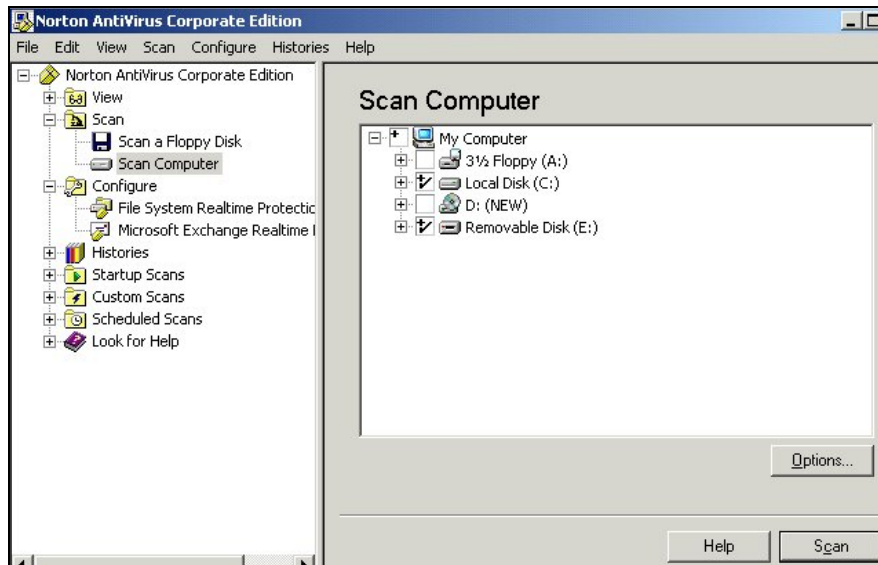 Norton AntiVirus Corporate Edition
File Edit View Scan Configure Histories Help
Norton AntiVirus Corporate Edition
View
Scan
Scan a Floppy Disk
Scan Computer
Configure
File System Realtime Protectic
Microsoft Exchange Realtime
Histories
Startup Scans
Custom Scans
Scheduled Scans
Look for Help
Scan Computer
My Computer
3½ Floppy (A:)
Local Disk (C:)
D: (NEW)
Removable Disk (E:)
Options...
Help Scan